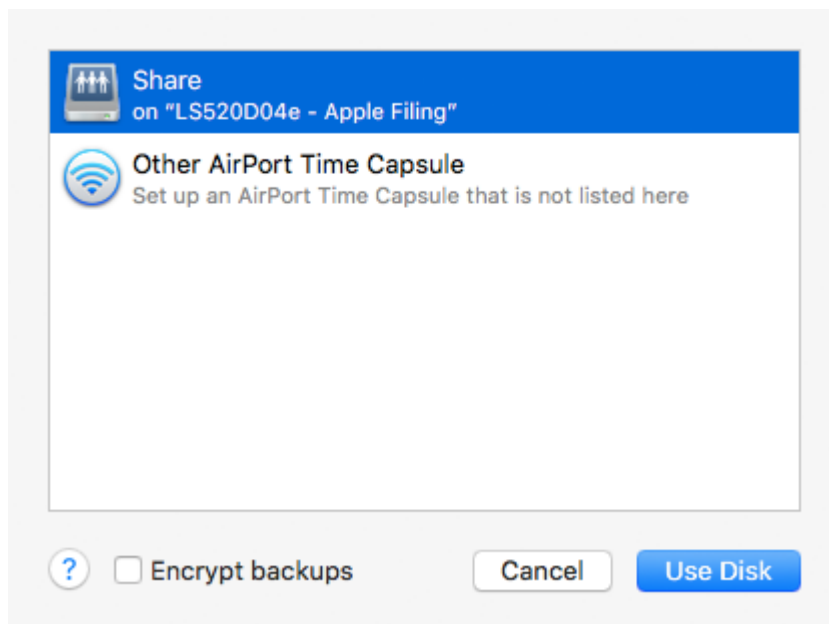 Share
on "LS520D04e - Apple Filing"
Other AirPort Time Capsule
Set up an AirPort Time Capsule that is not listed here
? Encrypt backups Cancel Use Disk